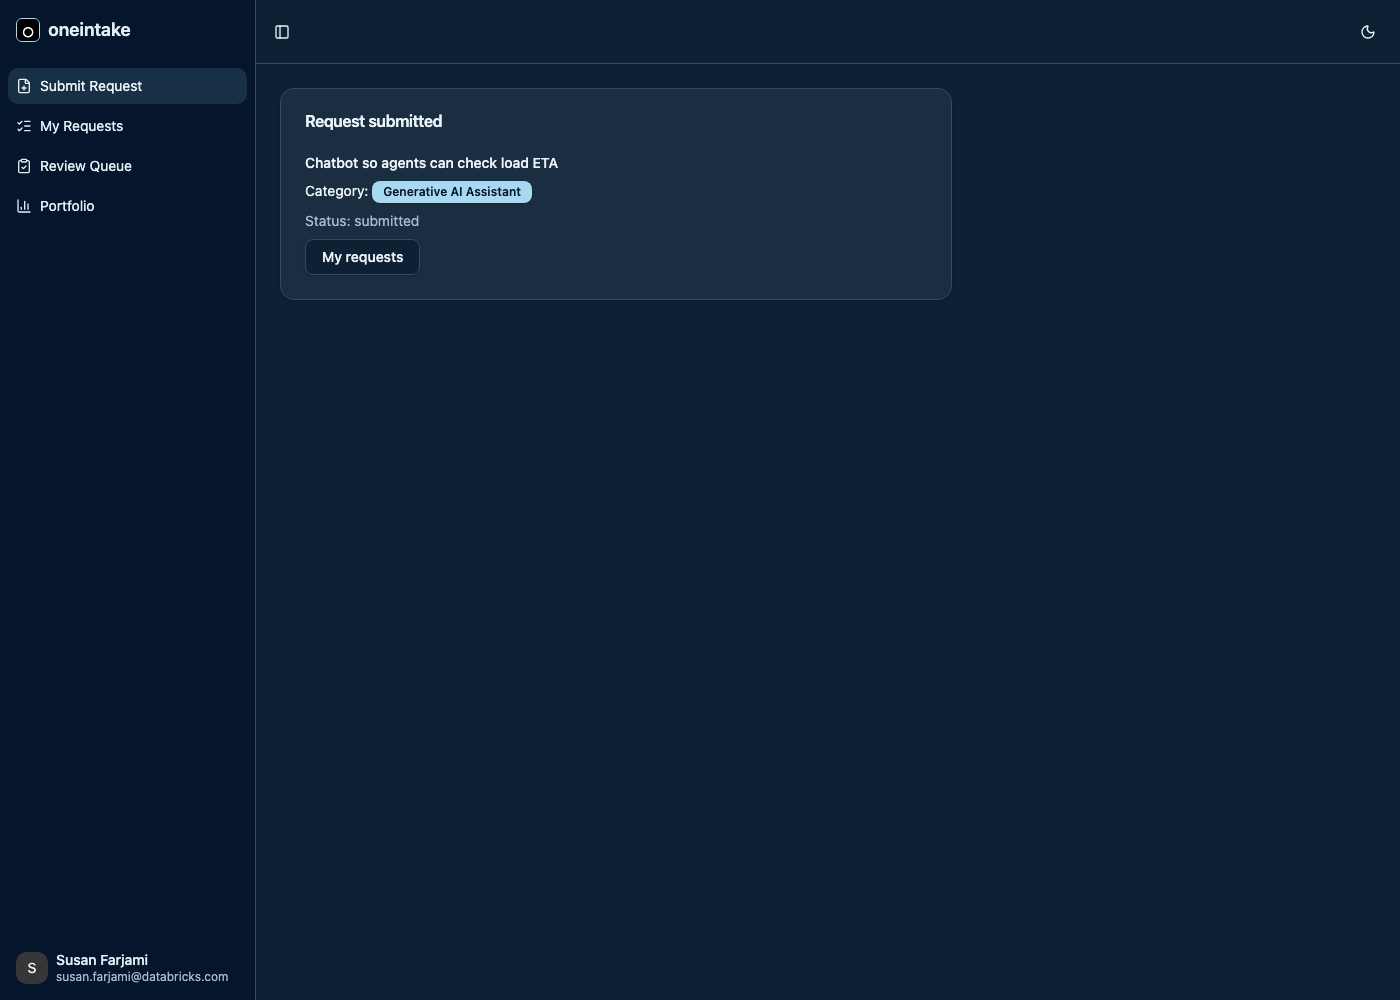 oneintake
Submit Request
My Requests
Review Queue
Portfolio
Request submitted
Chatbot so agents can check load ETA
Category: Generative AI Assistant
Status: submitted
My requests
S
Susan Farjami
susan.farjami@databricks.com